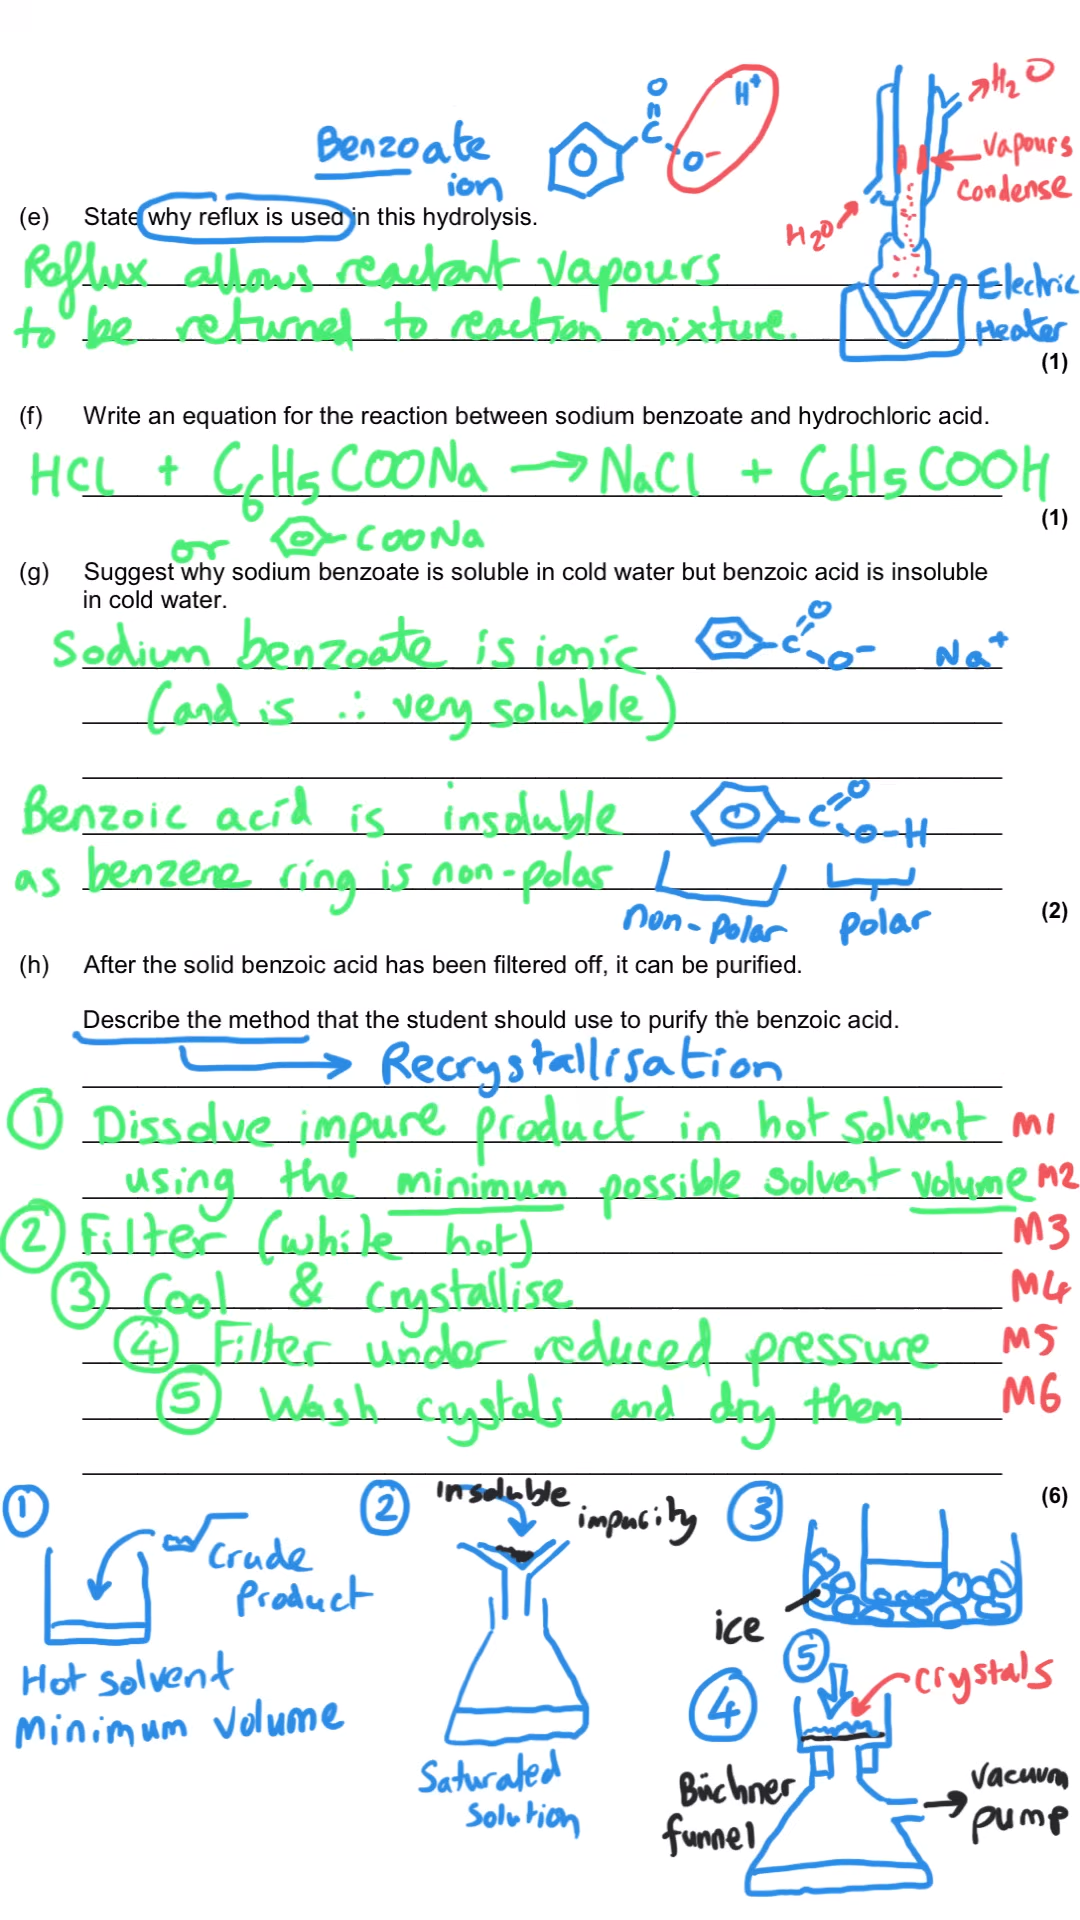 Benzoate
ion
O
C
O-
H+
H2O
Vapours
Condense
H2O
(e) State why reflux is used in this hydrolysis.
Reflux allows reactant vapours
to be returned to reaction mixture.
Electric
Heater
(1)
(f) Write an equation for the reaction between sodium benzoate and hydrochloric acid.
HCl + C6H5COONa → NaCl + C6H5COOH
(1)
or COONa
(g) Suggest why sodium benzoate is soluble in cold water but benzoic acid is insoluble
in cold water.
Sodium benzoate is ionic
(and is ∴ very soluble)
O
C
O-
Na+
Benzoic acid is insoluble
as benzene ring is non-polar
O
C
O-H
non-polar
polar
(2)
(h) After the solid benzoic acid has been filtered off, it can be purified.
Describe the method that the student should use to purify the benzoic acid.
Recrystallisation
① Dissolve impure product in hot solvent M1
using the minimum possible solvent volume M2
② Filter (while hot) M3
③ Cool & crystallise M4
④ Filter under reduced pressure M5
⑤ Wash crystals and dry them M6
(6)
①
Crude
Product
Hot solvent
Minimum volume
②
Insoluble
impurity
Saturated
Solution
③
ice
④
⑤
crystals
Büchner
funnel
Vacuum
pump